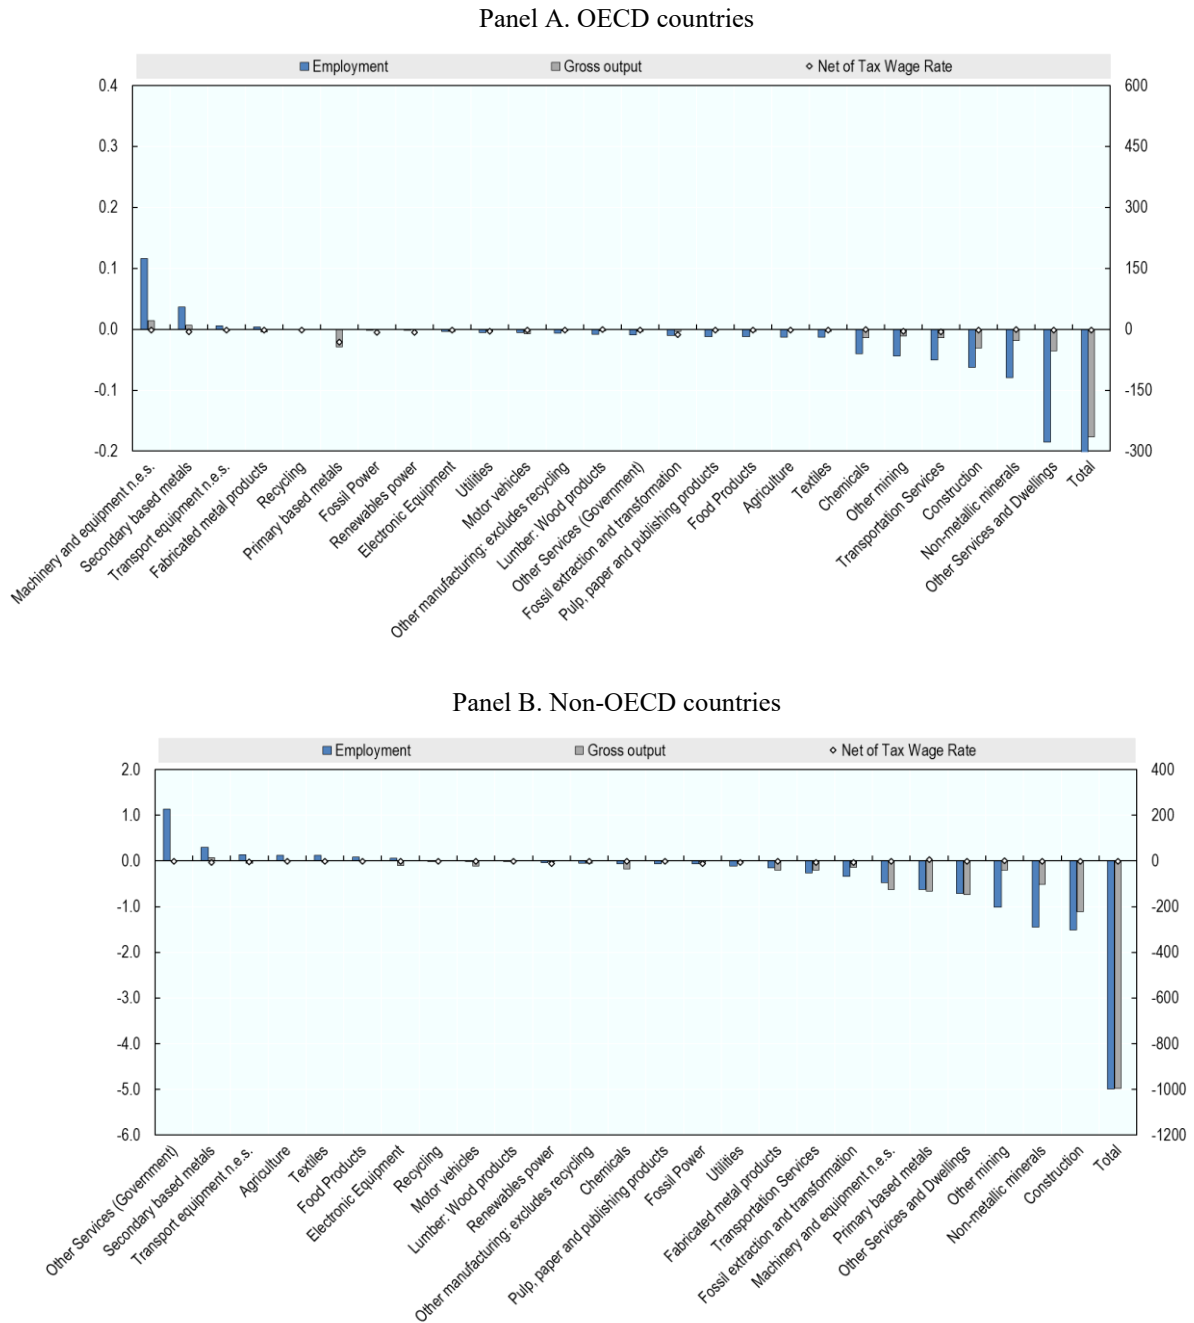 Panel A. OECD countries
Employment Gross output Net of Tax Wage Rate
0.4 600
0.3 450
0.2 300
0.1 150
0.0 0
-0.1 -150
-0.2 -300
Machinery and equipment n.e.s.
Secondary based metals
Transport equipment n.e.s.
Fabricated metal products
Recycling
Primary based metals
Fossil Power
Renewables power
Electronic Equipment
Utilities
Motor vehicles
Other manufacturing: excludes recycling
Lumber: Wood products
Other Services (Government)
Fossil extraction and transformation
Pulp, paper and publishing products
Food Products
Agriculture
Textiles
Chemicals
Other mining
Transportation Services
Construction
Non-metallic minerals
Other Services and Dwellings
Total
Panel B. Non-OECD countries
Employment Gross output Net of Tax Wage Rate
2.0 400
1.0 200
0.0 0
-1.0 -200
-2.0 -400
-3.0 -600
-4.0 -800
-5.0 -1000
-6.0 -1200
Other Services (Government)
Secondary based metals
Transport equipment n.e.s.
Agriculture
Textiles
Food Products
Electronic Equipment
Recycling
Motor vehicles
Lumber: Wood products
Renewables power
Other manufacturing: excludes recycling
Chemicals
Pulp, paper and publishing products
Fossil Power
Utilities
Fabricated metal products
Transportation Services
Fossil extraction and transformation
Machinery and equipment n.e.s.
Primary based metals
Other Services and Dwellings
Other mining
Non-metallic minerals
Construction
Total